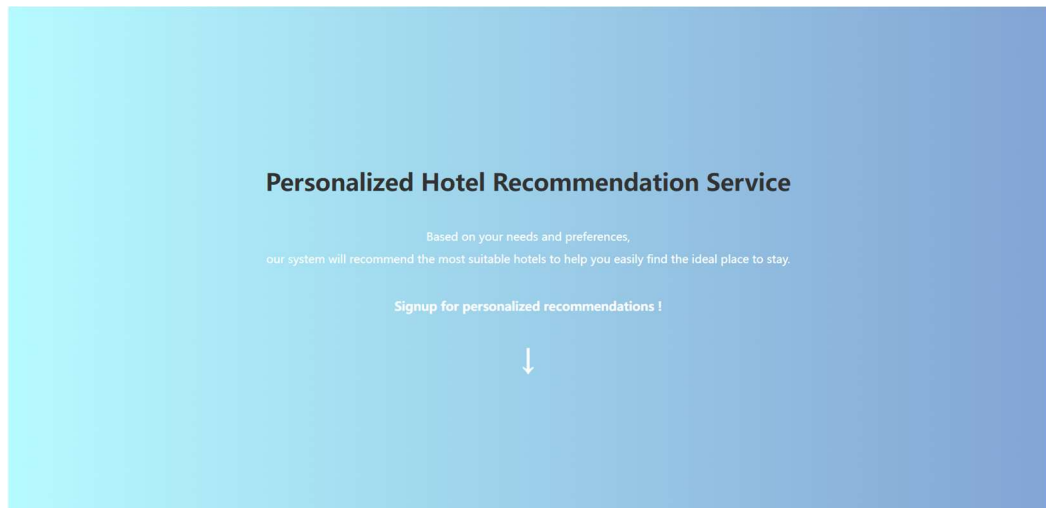 Personalized Hotel Recommendation Service
Based on your needs and preferences,
our system will recommend the most suitable hotels to help you easily find the ideal place to stay.
Signup for personalized recommendations !
↓